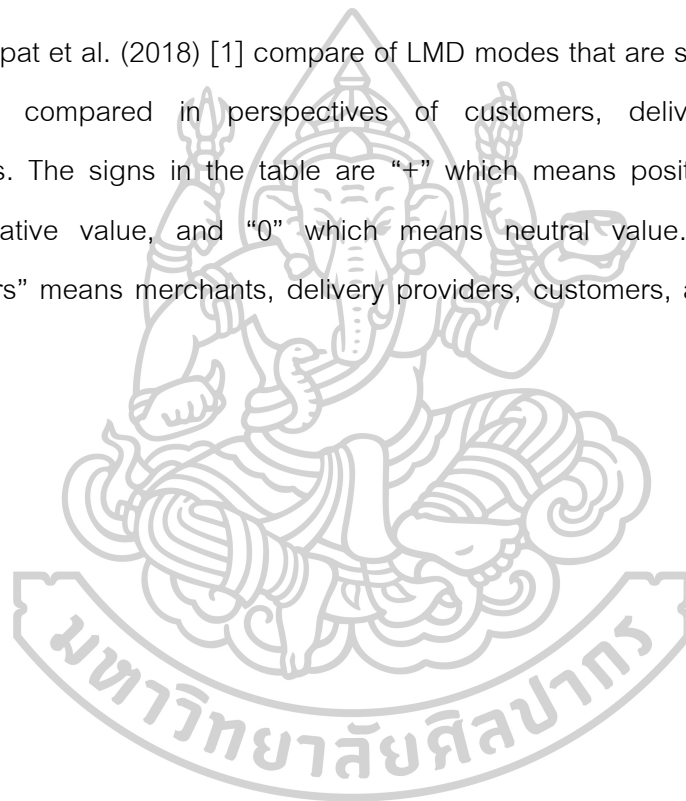 pat et al. (2018) [1] compare of LMD modes that are s
compared in perspectives of customers, deliv
s. The signs in the table are “+” which means posit
ative value, and “0” which means neutral value.
rs” means merchants, delivery providers, customers, a
มหาวิทยาลัยศิลปากร